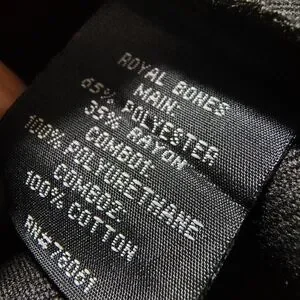 ROYAL BONES
MAIN:
65% POLYESTER
35% RAYON
COMBO1:
100% POLYURETHANE
COMBO2:
100% COTTON
RN#78061